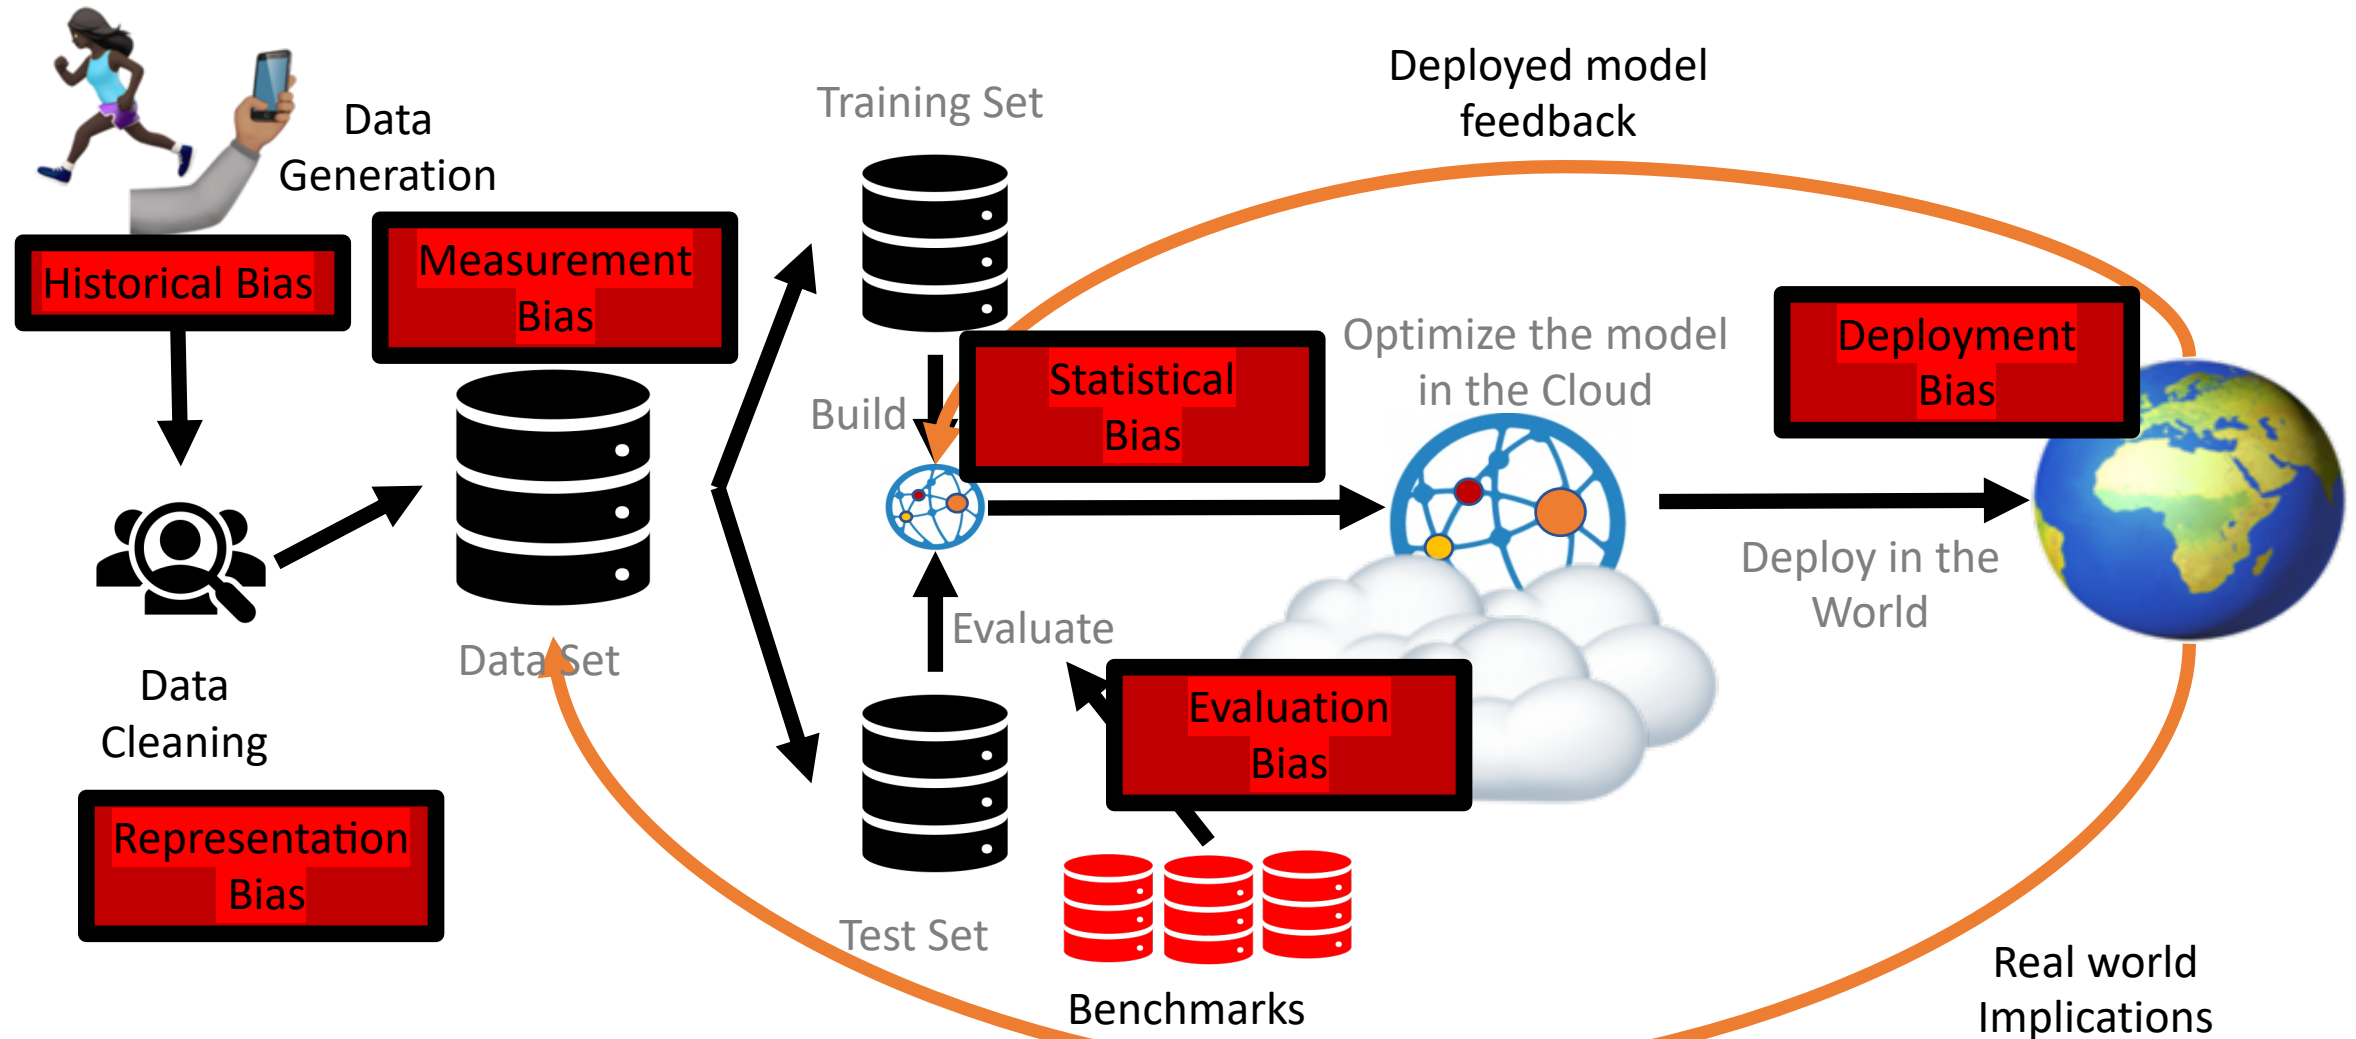 Data
Generation
Historical Bias
Measurement
Bias
Data
Cleaning
Representation
Bias
Data Set
Training Set
Build
Statistical
Bias
Evaluate
Test Set
Evaluation
Bias
Benchmarks
Deployed model
feedback
Optimize the model
in the Cloud
Deployment
Bias
Deploy in the
World
Real world
Implications